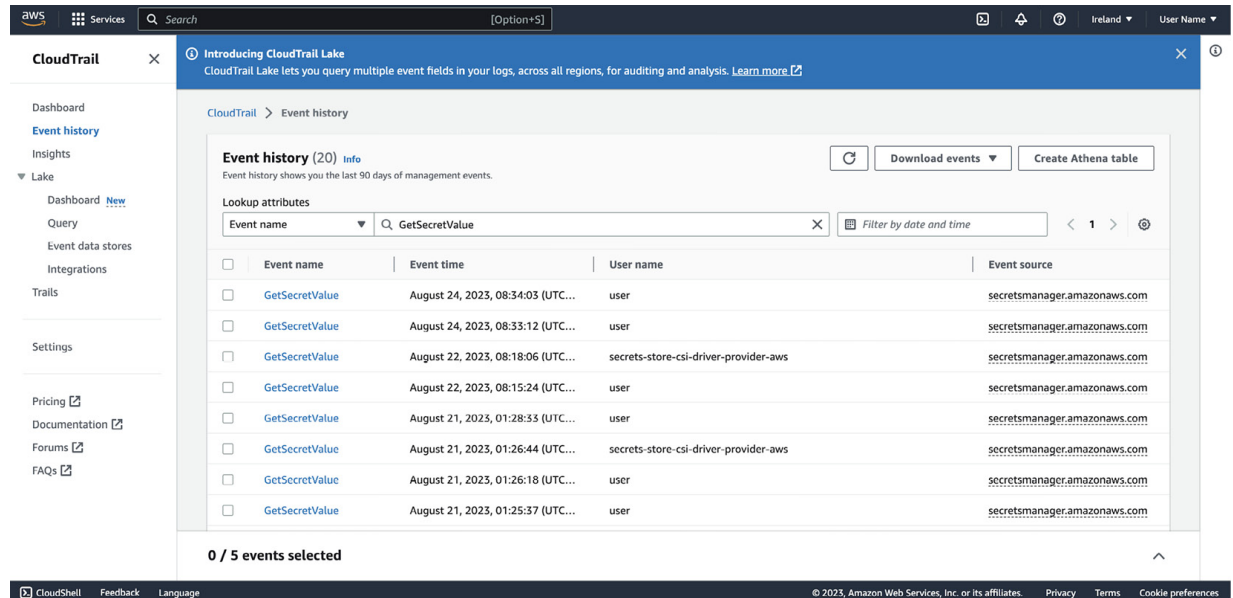 aws Services Search [Option+S] Ireland User Name
CloudTrail
Dashboard
Event history
Insights
Lake
Dashboard New
Query
Event data stores
Integrations
Trails
Settings
Pricing
Documentation
Forums
FAQs
Introducing CloudTrail Lake
CloudTrail Lake lets you query multiple event fields in your logs, across all regions, for auditing and analysis. Learn more
CloudTrail > Event history
Event history (20) Info
Event history shows you the last 90 days of management events.
Download events
Create Athena table
Lookup attributes
Event name GetSecretValue Filter by date and time < 1 >
Event name Event time User name Event source
GetSecretValue August 24, 2023, 08:34:03 (UTC... user secretsmanager.amazonaws.com
GetSecretValue August 24, 2023, 08:33:12 (UTC... user secretsmanager.amazonaws.com
GetSecretValue August 22, 2023, 08:18:06 (UTC... secrets-store-csi-driver-provider-aws secretsmanager.amazonaws.com
GetSecretValue August 22, 2023, 08:15:24 (UTC... user secretsmanager.amazonaws.com
GetSecretValue August 21, 2023, 01:28:33 (UTC... user secretsmanager.amazonaws.com
GetSecretValue August 21, 2023, 01:26:44 (UTC... secrets-store-csi-driver-provider-aws secretsmanager.amazonaws.com
GetSecretValue August 21, 2023, 01:26:18 (UTC... user secretsmanager.amazonaws.com
GetSecretValue August 21, 2023, 01:25:37 (UTC... user secretsmanager.amazonaws.com
0 / 5 events selected
CloudShell Feedback Language © 2023, Amazon Web Services, Inc. or its affiliates. Privacy Terms Cookie preferences